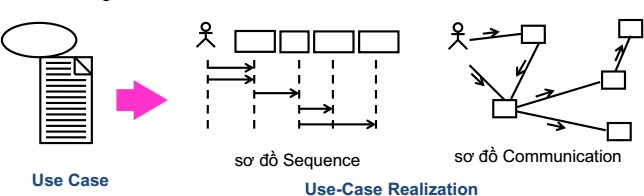 sơ đồ Sequence
sơ đồ Communication
Use Case
Use-Case Realization